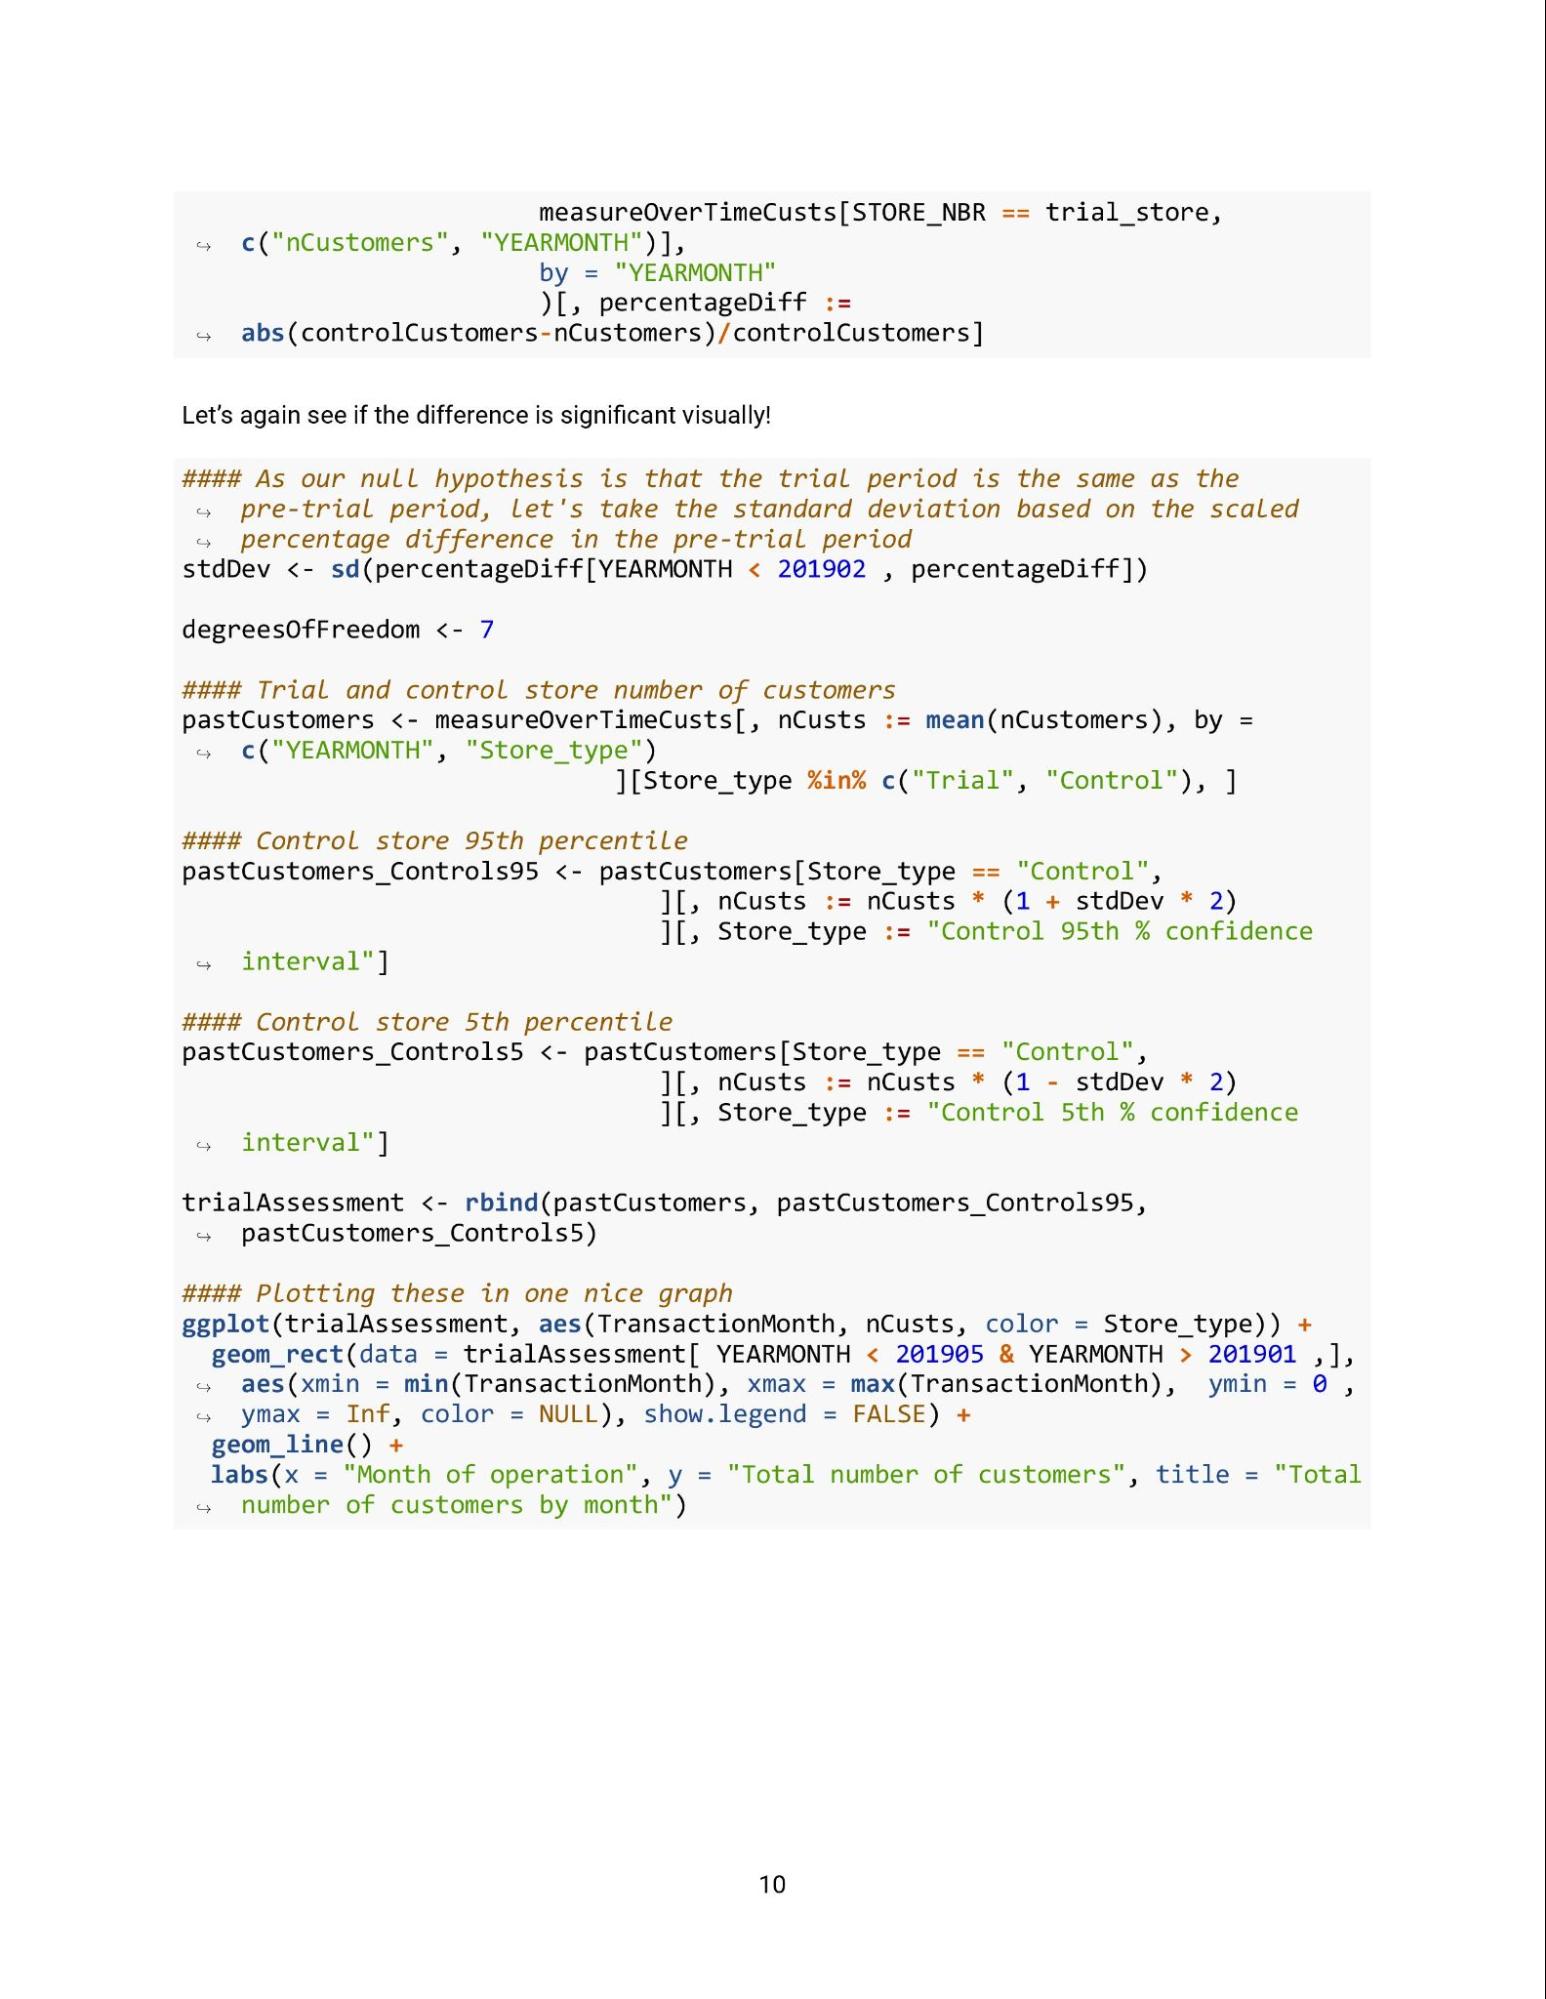 measureOverTimeCusts[STORE_NBR == trial_store,
↪ c("nCustomers", "YEARMONTH")],
by = "YEARMONTH"
)[, percentageDiff :=
↪ abs(controlCustomers-nCustomers)/controlCustomers]
Let’s again see if the difference is significant visually!
#### As our null hypothesis is that the trial period is the same as the
↪ pre-trial period, let's take the standard deviation based on the scaled
↪ percentage difference in the pre-trial period
stdDev <- sd(percentageDiff[YEARMONTH < 201902 , percentageDiff])
degreesOfFreedom <- 7
#### Trial and control store number of customers
pastCustomers <- measureOverTimeCusts[, nCusts := mean(nCustomers), by =
↪ c("YEARMONTH", "Store_type")
][Store_type %in% c("Trial", "Control"), ]
#### Control store 95th percentile
pastCustomers_Controls95 <- pastCustomers[Store_type == "Control",
][, nCusts := nCusts * (1 + stdDev * 2)
][, Store_type := "Control 95th % confidence
↪ interval"]
#### Control store 5th percentile
pastCustomers_Controls5 <- pastCustomers[Store_type == "Control",
][, nCusts := nCusts * (1 - stdDev * 2)
][, Store_type := "Control 5th % confidence
↪ interval"]
trialAssessment <- rbind(pastCustomers, pastCustomers_Controls95,
↪ pastCustomers_Controls5)
#### Plotting these in one nice graph
ggplot(trialAssessment, aes(TransactionMonth, nCusts, color = Store_type)) +
geom_rect(data = trialAssessment[ YEARMONTH < 201905 & YEARMONTH > 201901 ,],
↪ aes(xmin = min(TransactionMonth), xmax = max(TransactionMonth), ymin = 0 ,
↪ ymax = Inf, color = NULL), show.legend = FALSE) +
geom_line() +
labs(x = "Month of operation", y = "Total number of customers", title = "Total
↪ number of customers by month")
10